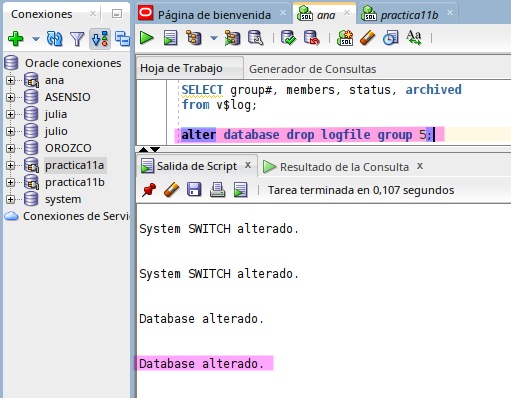 Conexiones
Oracle conexiones
ana
ASENSIO
julia
julio
OROZCO
practica11a
practica11b
system
Conexiones de Servi
Página de bienvenida
ana
practica11b
Hoja de Trabajo
Generador de Consultas
SELECT group#, members, status, archived
from v$log;
alter database drop logfile group 5;
Salida de Script
Resultado de la Consulta
Tarea terminada en 0,107 segundos
System SWITCH alterado.
System SWITCH alterado.
Database alterado.
Database alterado.